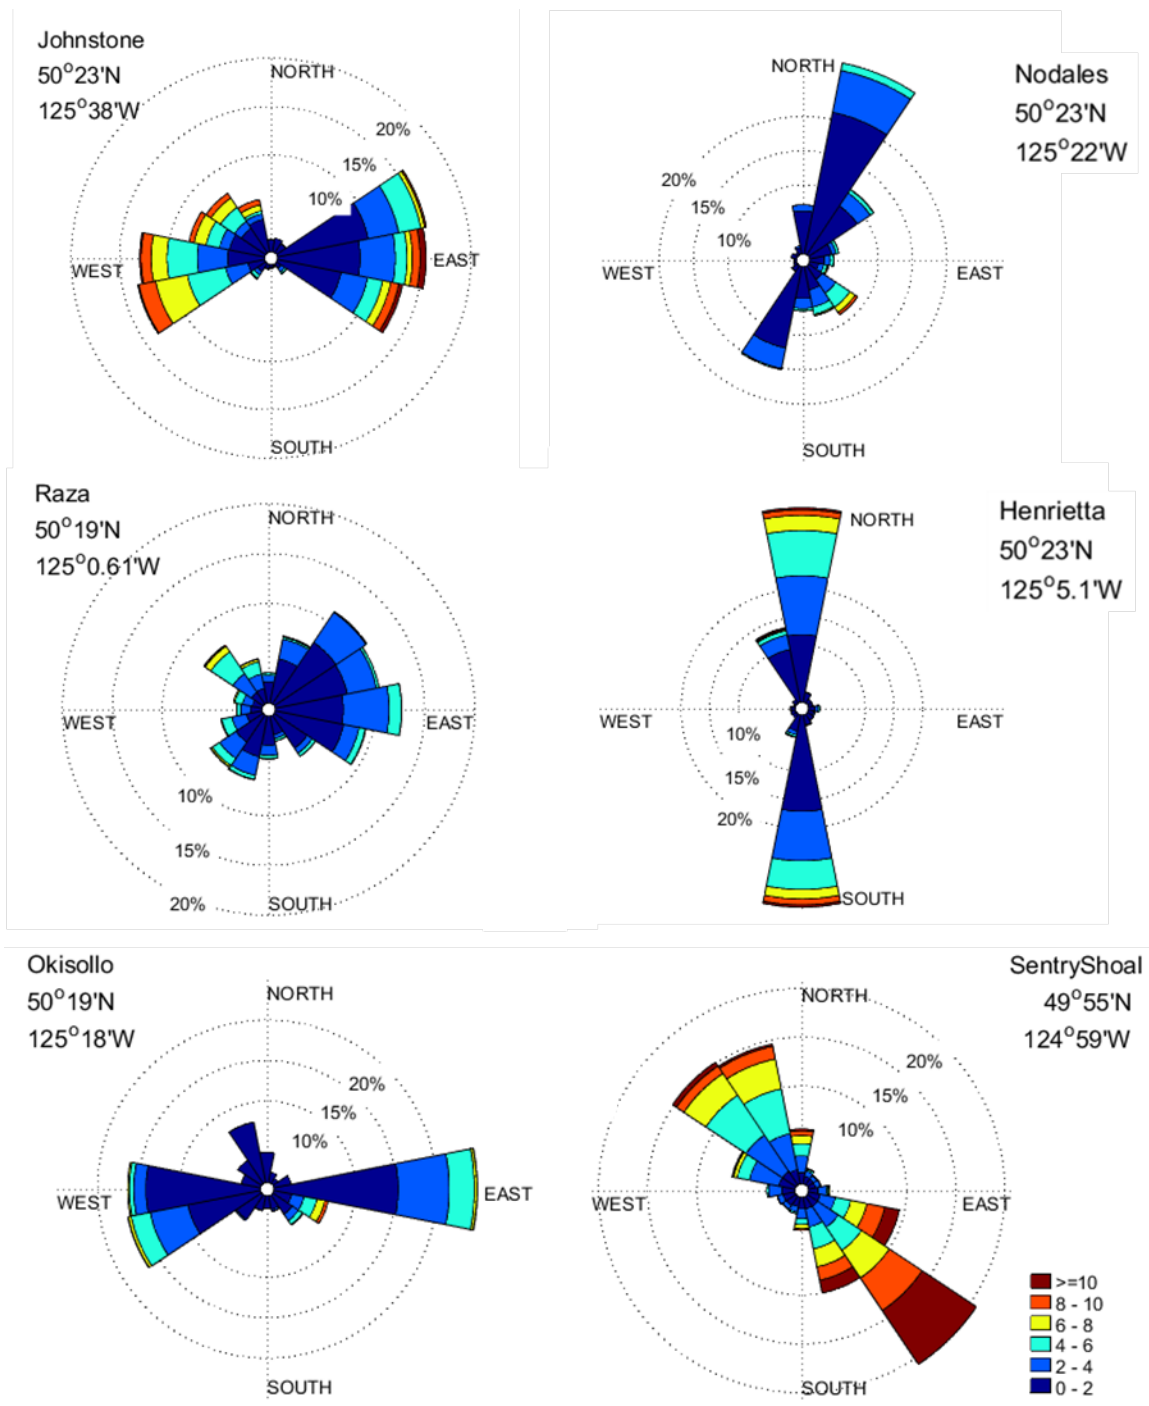 Johnstone
50°23'N
125°38'W
NORTH
20%
15%
10%
WEST
EAST
SOUTH
Nodales
50°23'N
125°22'W
NORTH
20%
15%
10%
WEST
EAST
SOUTH
Raza
50°19'N
125°0.61'W
NORTH
WEST
EAST
10%
15%
20%
SOUTH
Henrietta
50°23'N
125°5.1'W
NORTH
WEST
EAST
10%
15%
20%
SOUTH
Okisollo
50°19'N
125°18'W
NORTH
20%
15%
10%
WEST
EAST
SOUTH
SentryShoal
49°55'N
124°59'W
NORTH
20%
15%
10%
WEST
EAST
SOUTH
>=10
8 - 10
6 - 8
4 - 6
2 - 4
0 - 2